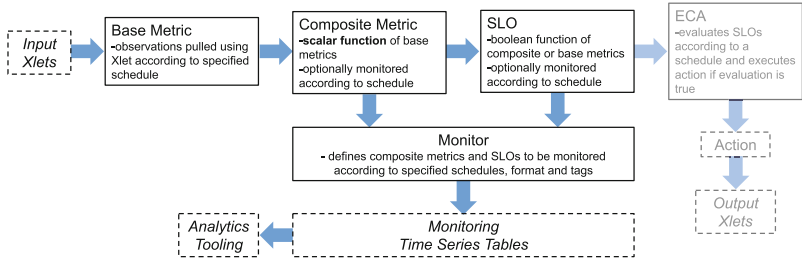 Input
Xlets
Base Metric
-observations pulled using
Xlet according to specified
schedule
Composite Metric
-scalar function of base
metrics
-optionally monitored
according to schedule
SLO
-boolean function of
composite or base metrics
-optionally monitored
according to schedule
ECA
-evaluates SLOs
according to a
schedule and executes
action if evaluation is
true
Monitor
- defines composite metrics and SLOs to be monitored
according to specified schedules, format and tags
Action
Output
Xlets
Analytics
Tooling
Monitoring
Time Series Tables